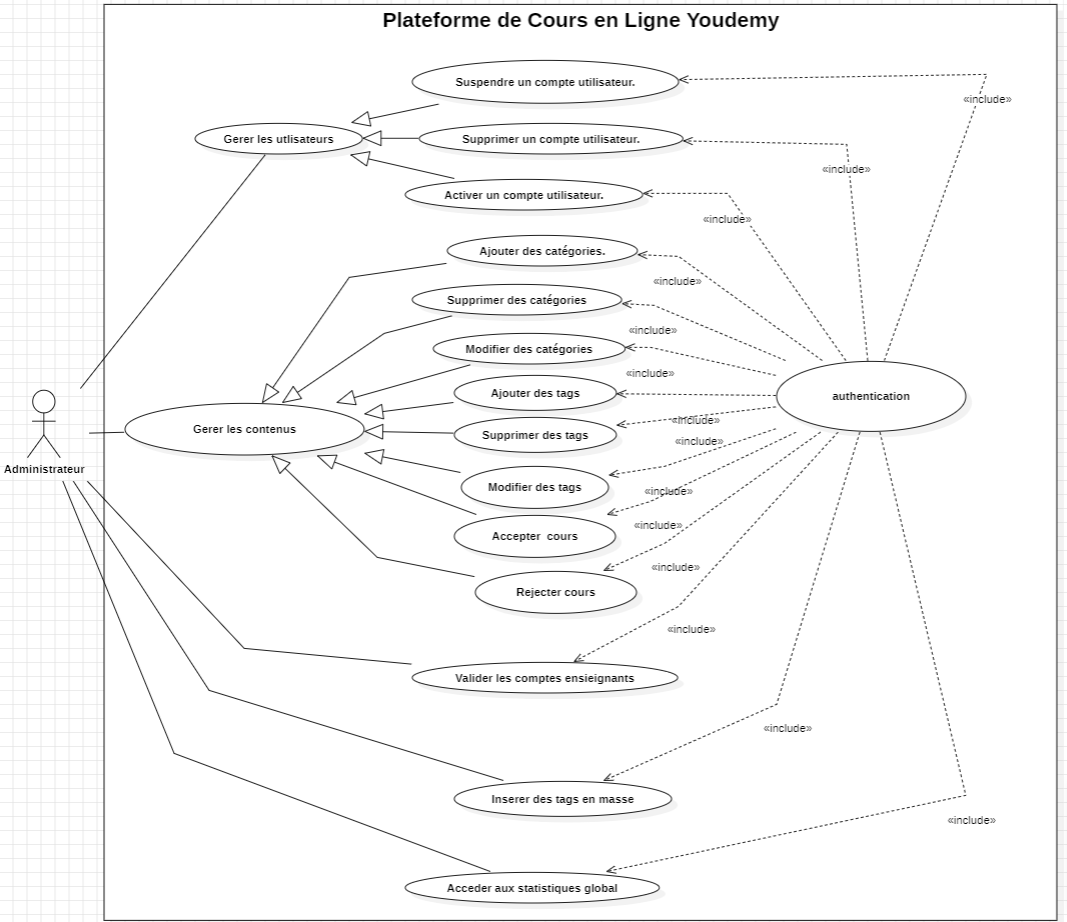 Plateforme de Cours en Ligne Youdemy
Suspendre un compte utilisateur.
«include»
Gerer les utlisateurs
Supprimer un compte utilisateur.
«include»
Activer un compte utilisateur.
«include»
Ajouter des catégories.
«include»
Supprimer des catégories
«include»
Modifier des catégories
«include»
Ajouter des tags
authentication
«include»
Gerer les contenus
Supprimer des tags
«include»
Administrateur
Modifier des tags
«include»
«include»
Accepter cours
«include»
Rejecter cours
«include»
Valider les comptes ensieignants
«include»
Inserer des tags en masse
«include»
Acceder aux statistiques global